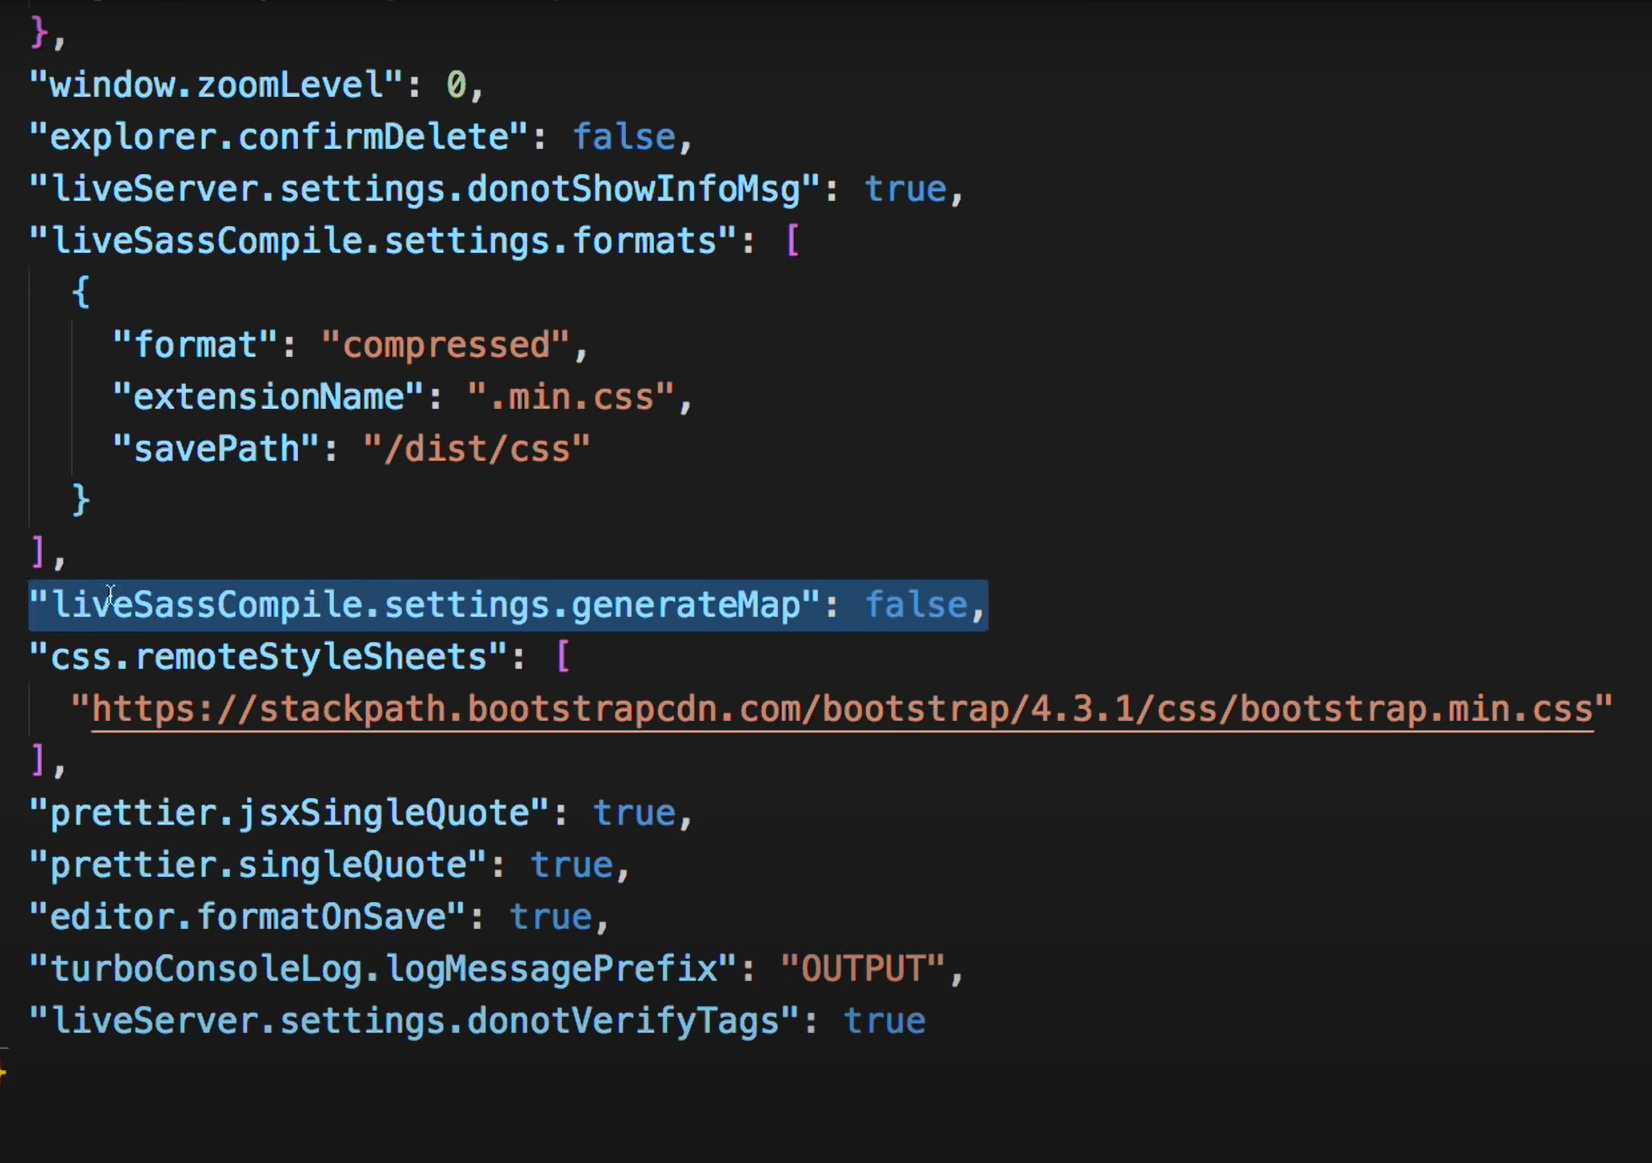 },
"window.zoomLevel": 0,
"explorer.confirmDelete": false,
"liveServer.settings.donotShowInfoMsg": true,
"liveSassCompile.settings.formats": [
{
"format": "compressed",
"extensionName": ".min.css",
"savePath": "/dist/css"
}
],
"liveSassCompile.settings.generateMap": false,
"css.remoteStyleSheets": [
"https://stackpath.bootstrapcdn.com/bootstrap/4.3.1/css/bootstrap.min.css"
],
"prettier.jsxSingleQuote": true,
"prettier.singleQuote": true,
"editor.formatOnSave": true,
"turboConsoleLog.logMessagePrefix": "OUTPUT",
"liveServer.settings.donotVerifyTags": true
}